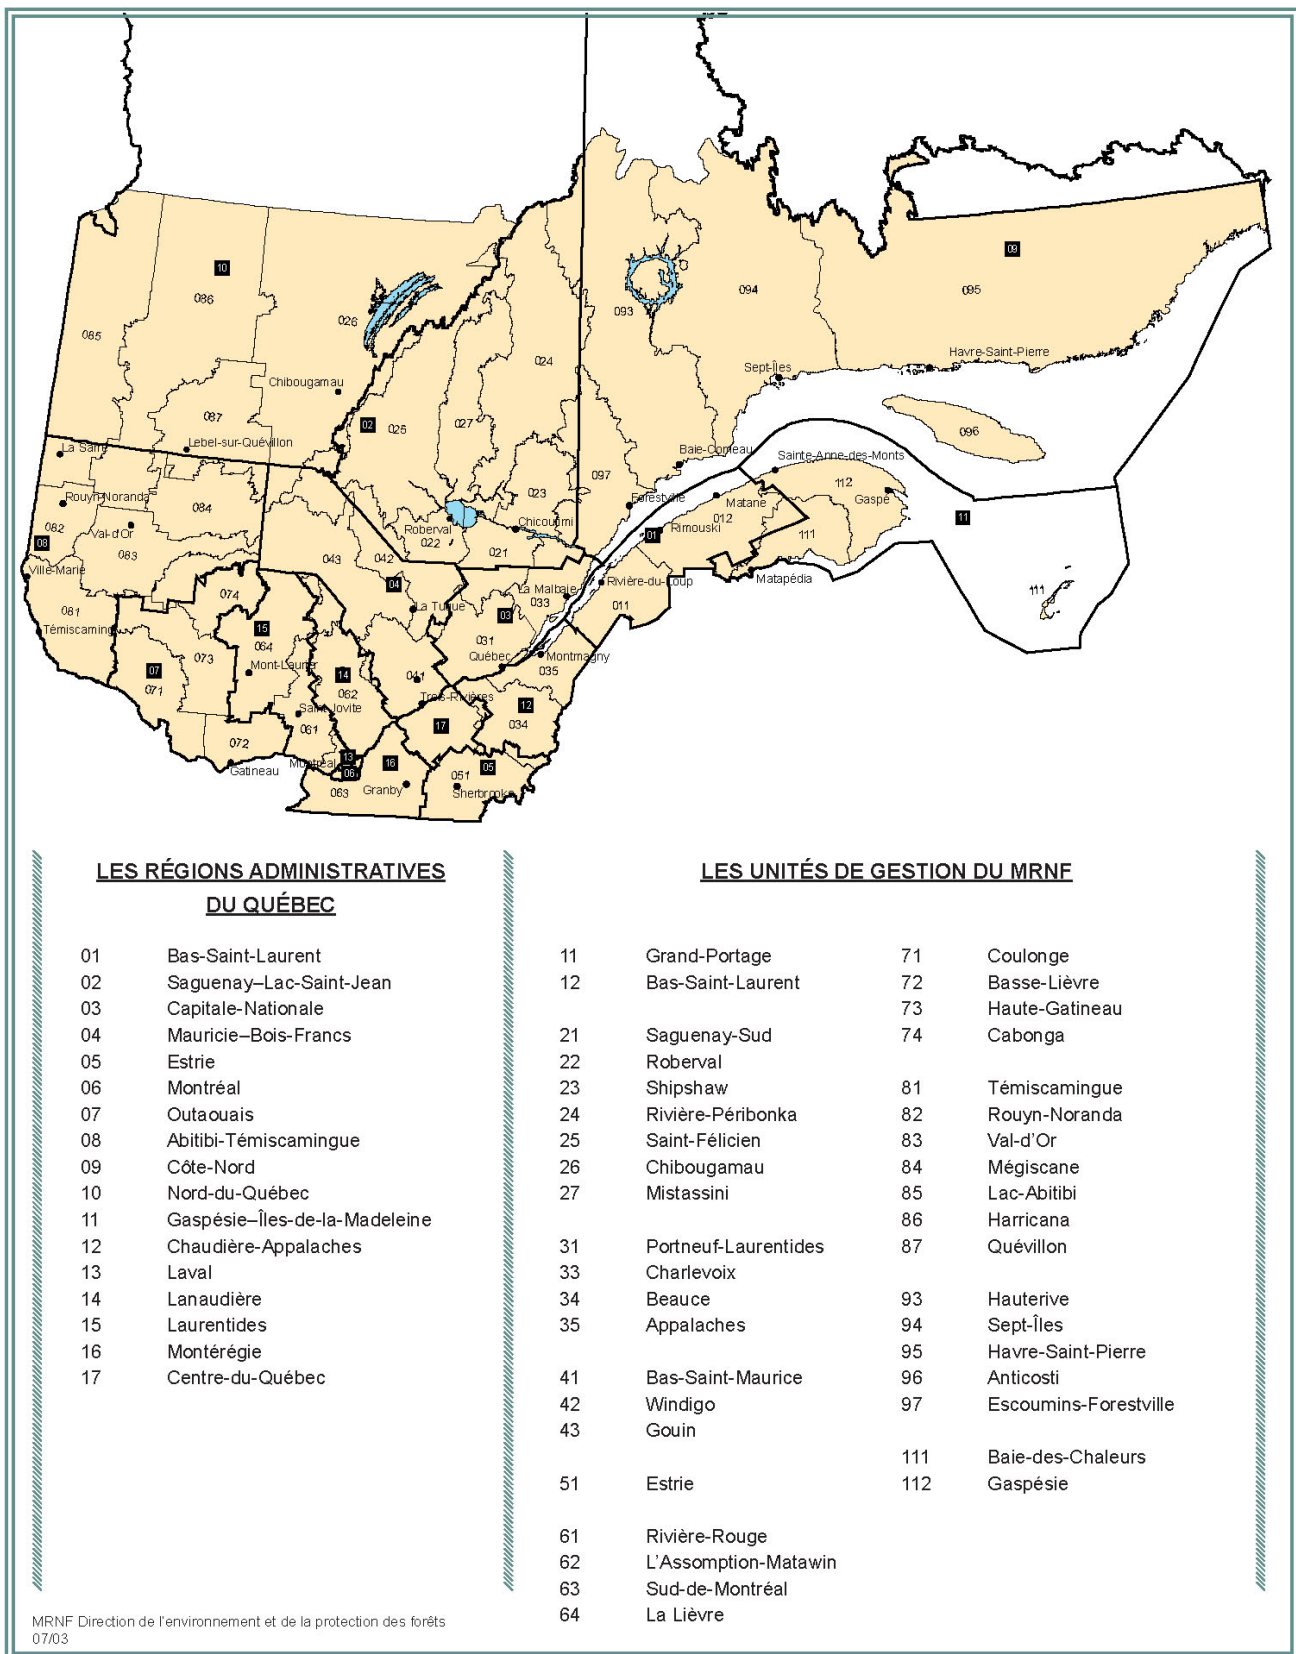 09
10
086
095
094
026
093
085
024
Havre-Saint-Pierre
Sept-Îles
Chibougamau
087
02
025
027
096
La Sarre
Lebel-sur-Quévillon
Baie-Comeau
Sainte-Anne-des-Monts
097
112
Rouyn-Noranda
084
023
Forestville
Matane
Gaspé
012
11
082
Val-d'Or
Roberval
Chicoutimi
01
Rimouski
08
083
022
021
111
043
042
Ville-Marie
Matapédia
074
04
La Malbaie
Rivière-du-Loup
033
011
111
081
La Tuque
03
Témiscaming
15
064
031
073
Mont-Laurier
Québec
Montmagny
07
14
035
071
062
041
Trois-Rivières
12
Saint-Jovite
061
17
034
072
Gatineau
Montréal
13
06
16
05
051
063
Granby
Sherbrooke
LES RÉGIONS ADMINISTRATIVES
DU QUÉBEC
01 Bas-Saint-Laurent
02 Saguenay–Lac-Saint-Jean
03 Capitale-Nationale
04 Mauricie–Bois-Francs
05 Estrie
06 Montréal
07 Outaouais
08 Abitibi-Témiscamingue
09 Côte-Nord
10 Nord-du-Québec
11 Gaspésie–Îles-de-la-Madeleine
12 Chaudière-Appalaches
13 Laval
14 Lanaudière
15 Laurentides
16 Montérégie
17 Centre-du-Québec
LES UNITÉS DE GESTION DU MRNF
11 Grand-Portage
12 Bas-Saint-Laurent
21 Saguenay-Sud
22 Roberval
23 Shipshaw
24 Rivière-Péribonka
25 Saint-Félicien
26 Chibougamau
27 Mistassini
31 Portneuf-Laurentides
33 Charlevoix
34 Beauce
35 Appalaches
41 Bas-Saint-Maurice
42 Windigo
43 Gouin
51 Estrie
61 Rivière-Rouge
62 L'Assomption-Matawin
63 Sud-de-Montréal
64 La Lièvre
71 Coulonge
72 Basse-Lièvre
73 Haute-Gatineau
74 Cabonga
81 Témiscamingue
82 Rouyn-Noranda
83 Val-d'Or
84 Mégiscane
85 Lac-Abitibi
86 Harricana
87 Quévillon
93 Hauterive
94 Sept-Îles
95 Havre-Saint-Pierre
96 Anticosti
97 Escoumins-Forestville
111 Baie-des-Chaleurs
112 Gaspésie
MRNF Direction de l'environnement et de la protection des forêts
07/03